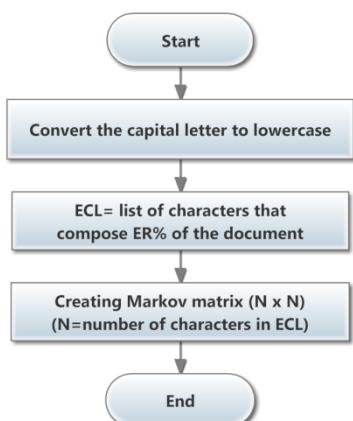 Start
Convert the capital letter to lowercase
ECL= list of characters that
compose ER% of the document
Creating Markov matrix (N x N)
(N=number of characters in ECL)
End